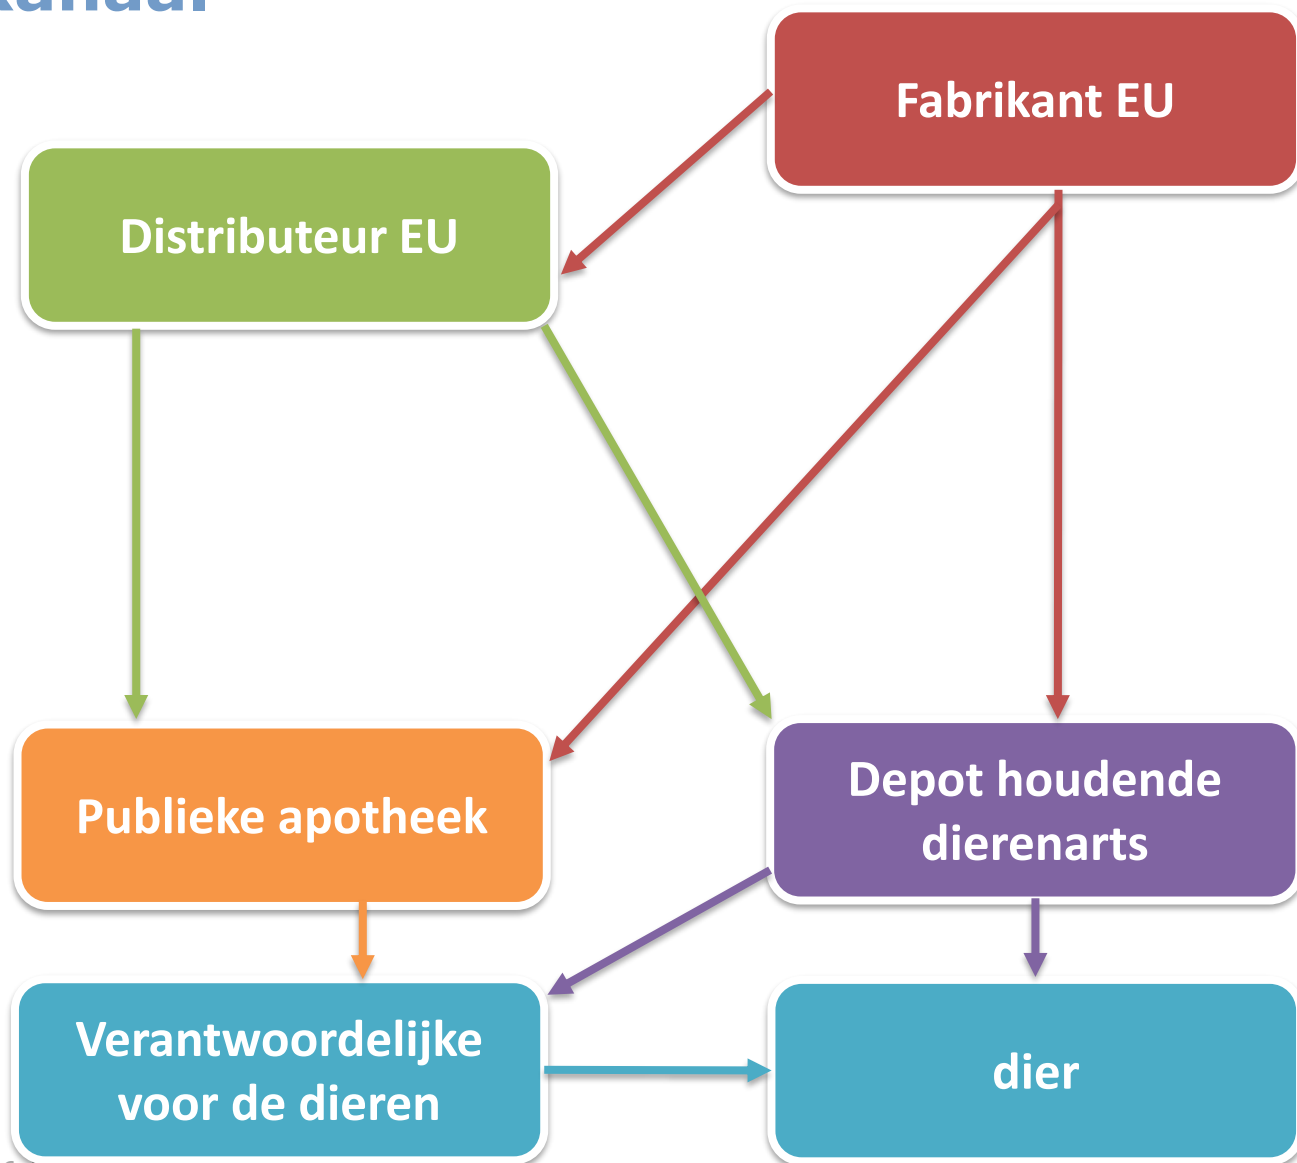 Fabrikant EU
Distributeur EU
Publieke apotheek
Depot houdende
dierenarts
Verantwoordelijke
voor de dieren
dier